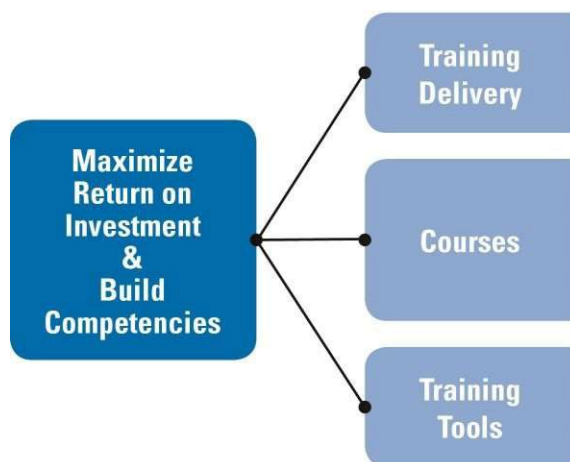 Maximize
Return on
Investment
&
Build
Competencies
Training
Delivery
Courses
Training
Tools